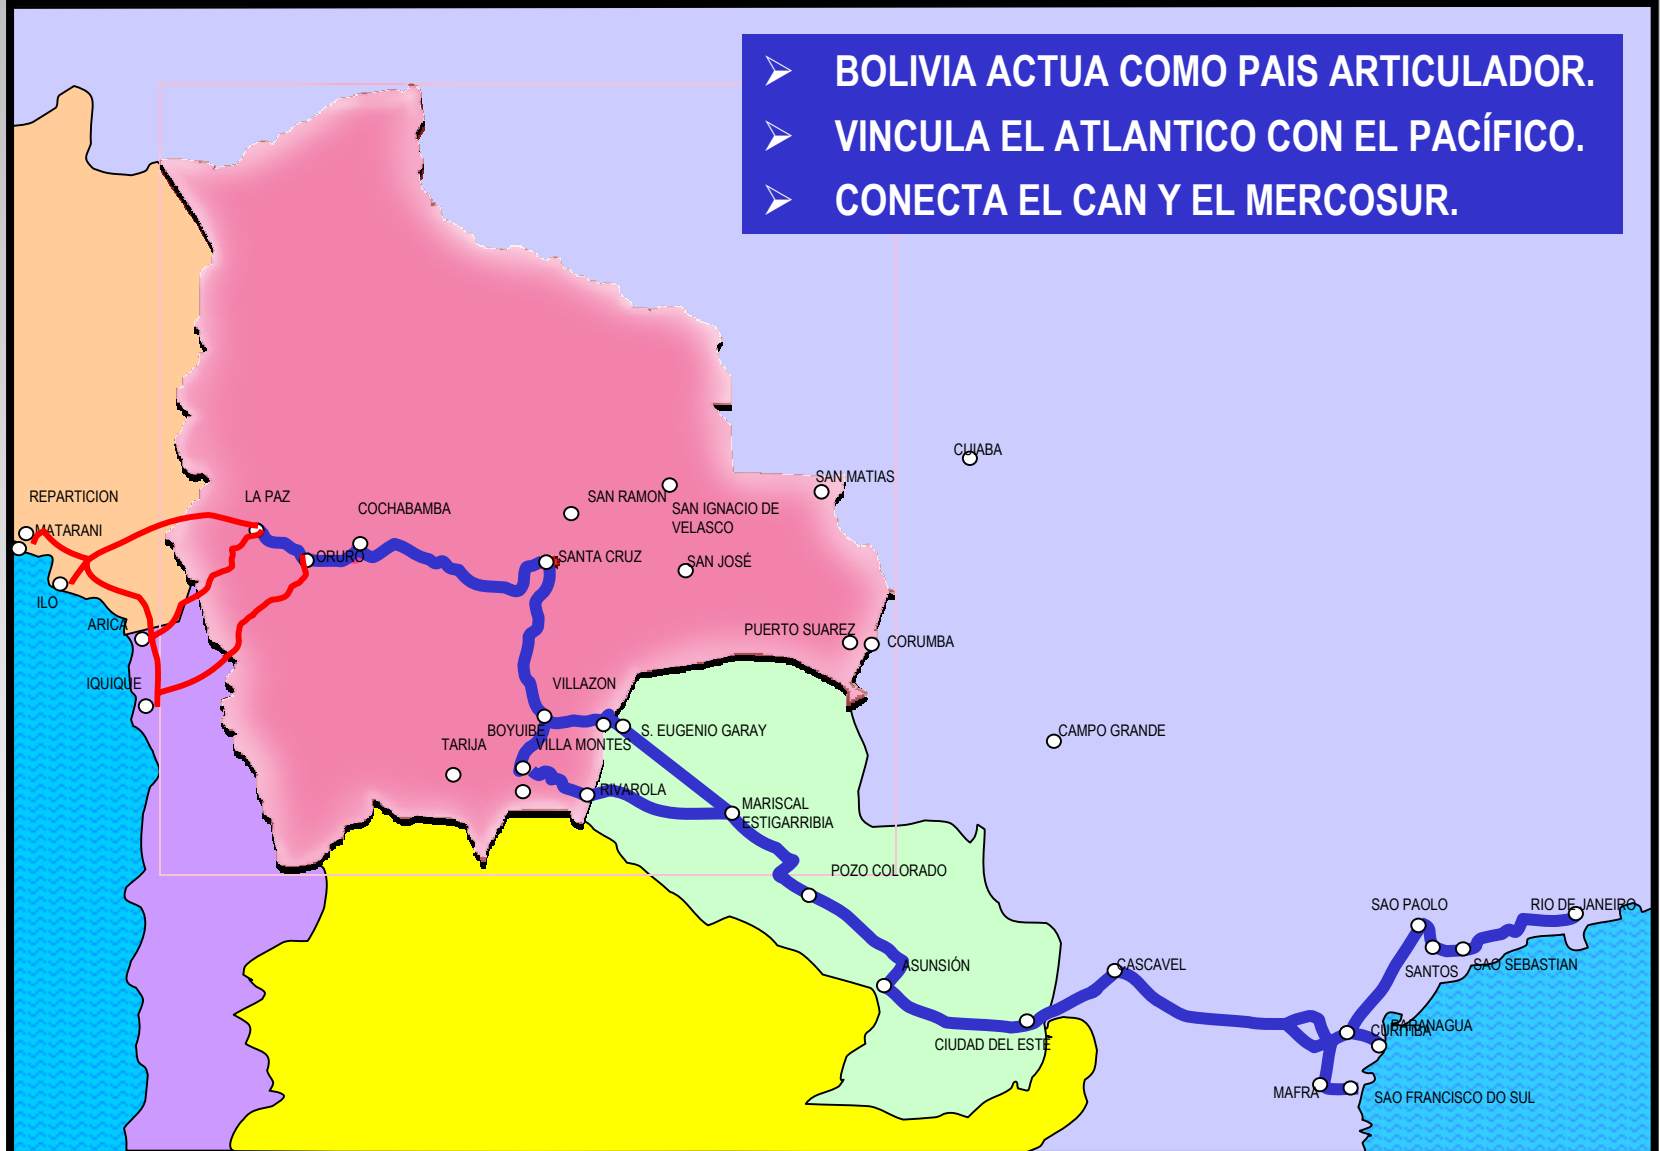 BOLIVIA ACTUA COMO PAIS ARTICULADOR.
VINCULA EL ATLANTICO CON EL PACÍFICO.
CONECTA EL CAN Y EL MERCOSUR.
CUIABA
SAN MATIAS
REPARTICION
LA PAZ
COCHABAMBA
SAN RAMON
SAN IGNACIO DE
VELASCO
MATARANI
ORURO
SANTA CRUZ
SAN JOSÉ
ILO
ARICA
PUERTO SUAREZ
CORUMBA
IQUIQUE
VILLAZON
BOYUIBE
S. EUGENIO GARAY
CAMPO GRANDE
TARIJA
VILLA MONTES
RIVAROLA
MARISCAL
ESTIGARRIBIA
POZO COLORADO
SAO PAOLO
RIO DE JANEIRO
ASUNSIÓN
CASCAVEL
SANTOS
SAO SEBASTIAN
PARANAGUA
CURITIBA
CIUDAD DEL ESTE
MAFRA
SAO FRANCISCO DO SUL